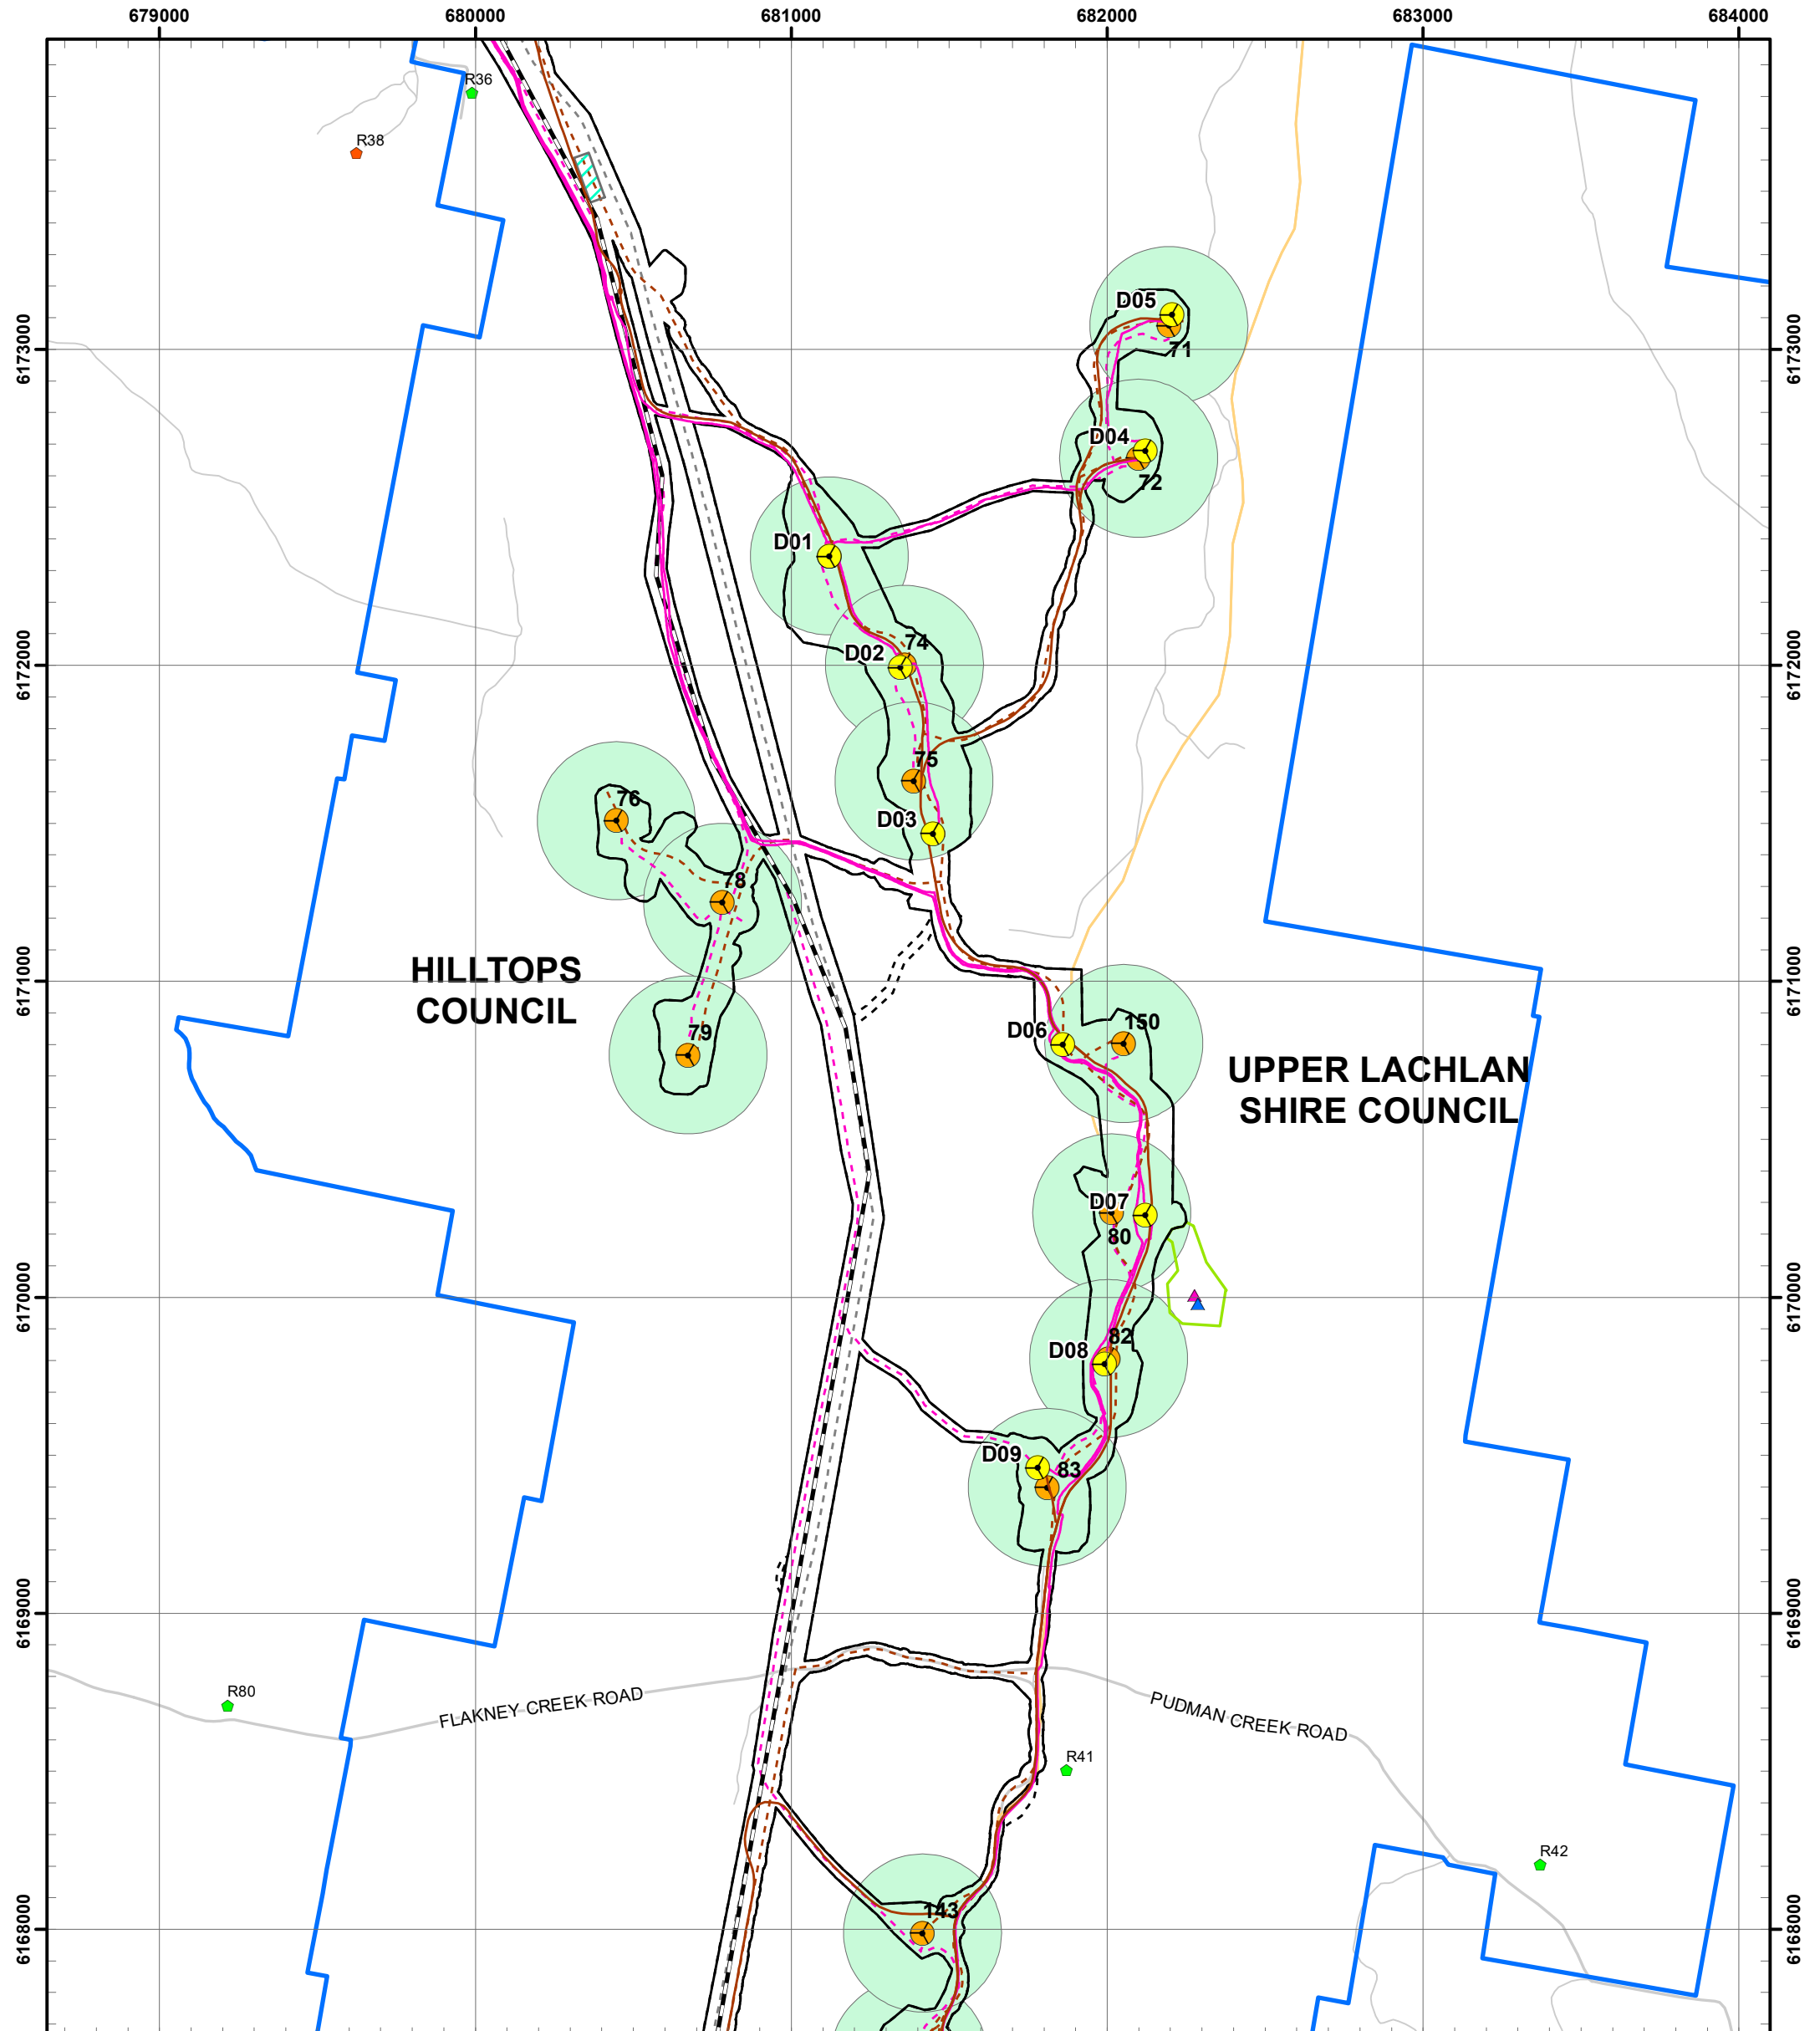 679000 680000 681000 682000 683000 684000
R36
R38
D05
6173000 71 6173000
D04
72
D01
74
D02
6172000 6172000
75
76
D03
78
HILLTOPS
COUNCIL
6171000 6171000
150
79 D06
UPPER LACHLAN
SHIRE COUNCIL
D07
80
6170000 6170000
82
D08
D09
83
6169000 6169000
R80
FLAKNEY CREEK ROAD
PUDMAN CREEK ROAD
R41
R42
143
6168000 6168000